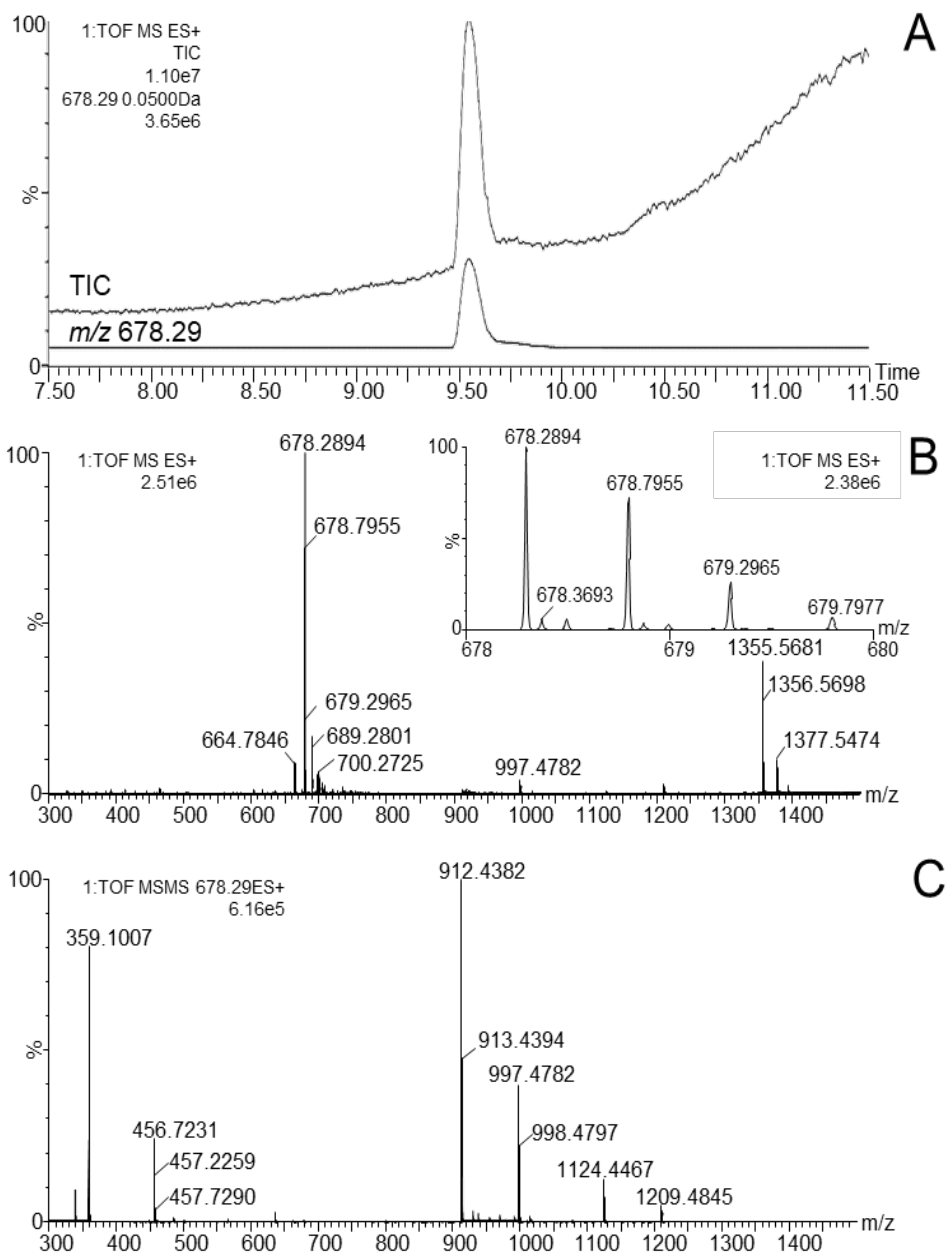 A
100
1:TOF MS ES+
TIC
1.10e7
678.29 0.0500Da
3.65e6
%
TIC
m/z 678.29
0
Time
7.50 8.00 8.50 9.00 9.50 10.00 10.50 11.00 11.50
B
100
1:TOF MS ES+
2.51e6
678.2894
678.7955
%
679.2965
664.7846
689.2801
700.2725
997.4782
1355.5681
1356.5698
1377.5474
0
m/z
300 400 500 600 700 800 900 1000 1100 1200 1300 1400
100
678.2894
1:TOF MS ES+
2.38e6
678.7955
%
679.2965
678.3693
679.7977
0
m/z
678 679 680
C
100
1:TOF MSMS 678.29ES+
6.16e5
912.4382
359.1007
%
913.4394
997.4782
456.7231
998.4797
457.2259
1124.4467
457.7290
1209.4845
0
m/z
300 400 500 600 700 800 900 1000 1100 1200 1300 1400